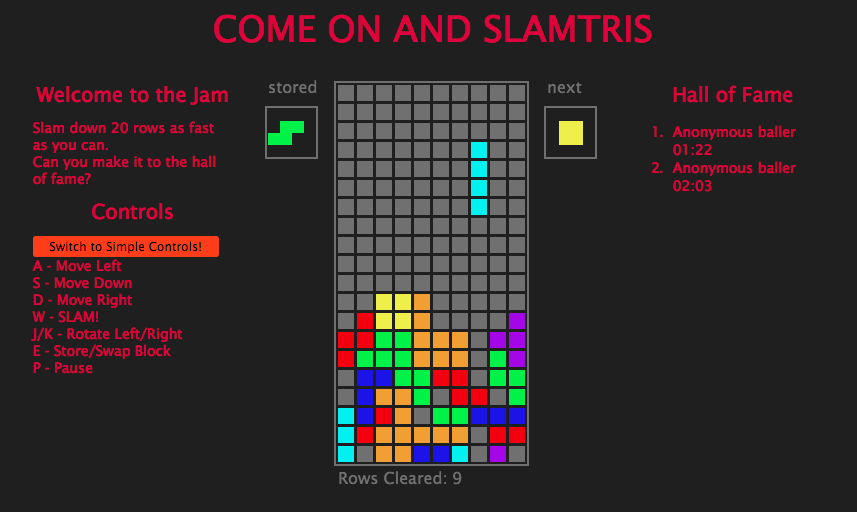 COME ON AND SLAMTRIS
Welcome to the Jam
Slam down 20 rows as fast
as you can.
Can you make it to the hall
of fame?
Controls
Switch to Simple Controls!
A - Move Left
S - Move Down
D - Move Right
W - SLAM!
J/K - Rotate Left/Right
E - Store/Swap Block
P - Pause
stored
next
Rows Cleared: 9
Hall of Fame
1. Anonymous baller
01:22
2. Anonymous baller
02:03